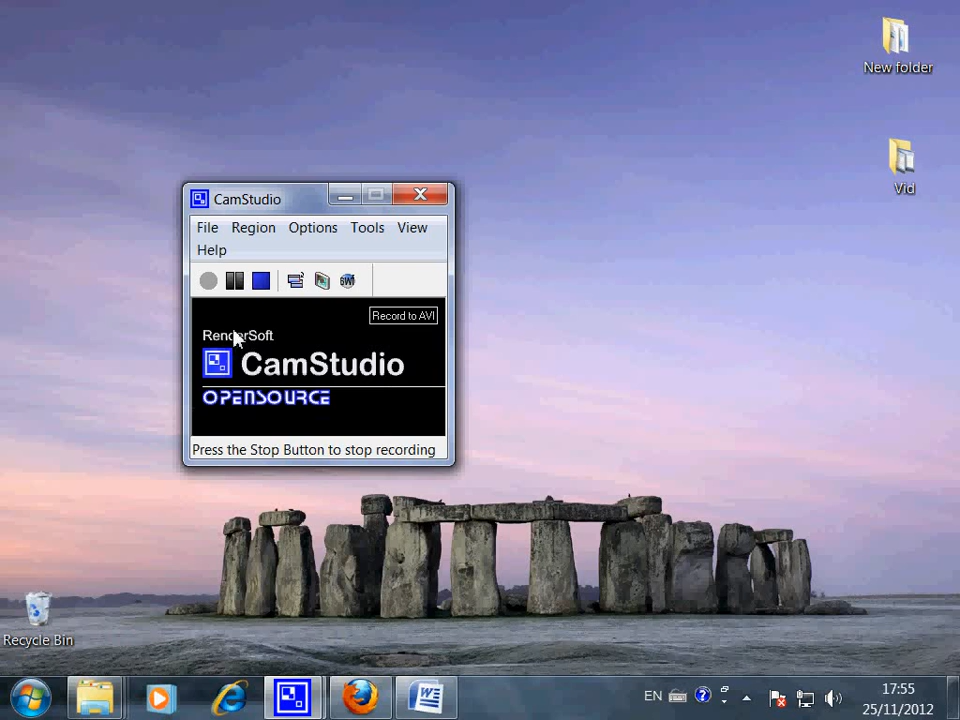 New folder
Vid
CamStudio
File Region Options Tools View
Help
SWF
Record to AVI
RenderSoft
CamStudio
OPENSOURCE
Press the Stop Button to stop recording
Recycle Bin
EN
17:55
25/11/2012